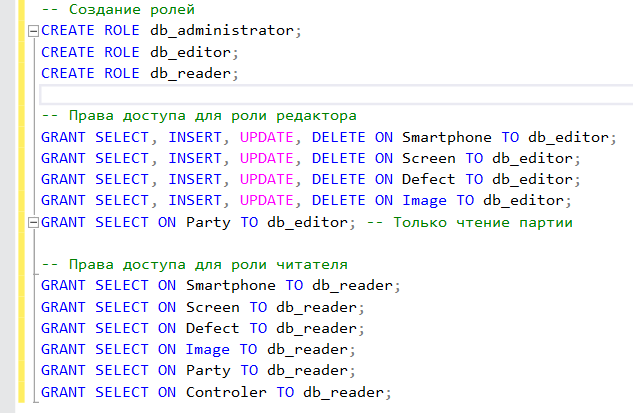 -- Создание ролей
CREATE ROLE db_administrator;
CREATE ROLE db_editor;
CREATE ROLE db_reader;
-- Права доступа для роли редактора
GRANT SELECT, INSERT, UPDATE, DELETE ON Smartphone TO db_editor;
GRANT SELECT, INSERT, UPDATE, DELETE ON Screen TO db_editor;
GRANT SELECT, INSERT, UPDATE, DELETE ON Defect TO db_editor;
GRANT SELECT, INSERT, UPDATE, DELETE ON Image TO db_editor;
GRANT SELECT ON Party TO db_editor; -- Только чтение партии
-- Права доступа для роли читателя
GRANT SELECT ON Smartphone TO db_reader;
GRANT SELECT ON Screen TO db_reader;
GRANT SELECT ON Defect TO db_reader;
GRANT SELECT ON Image TO db_reader;
GRANT SELECT ON Party TO db_reader;
GRANT SELECT ON Controler TO db_reader;